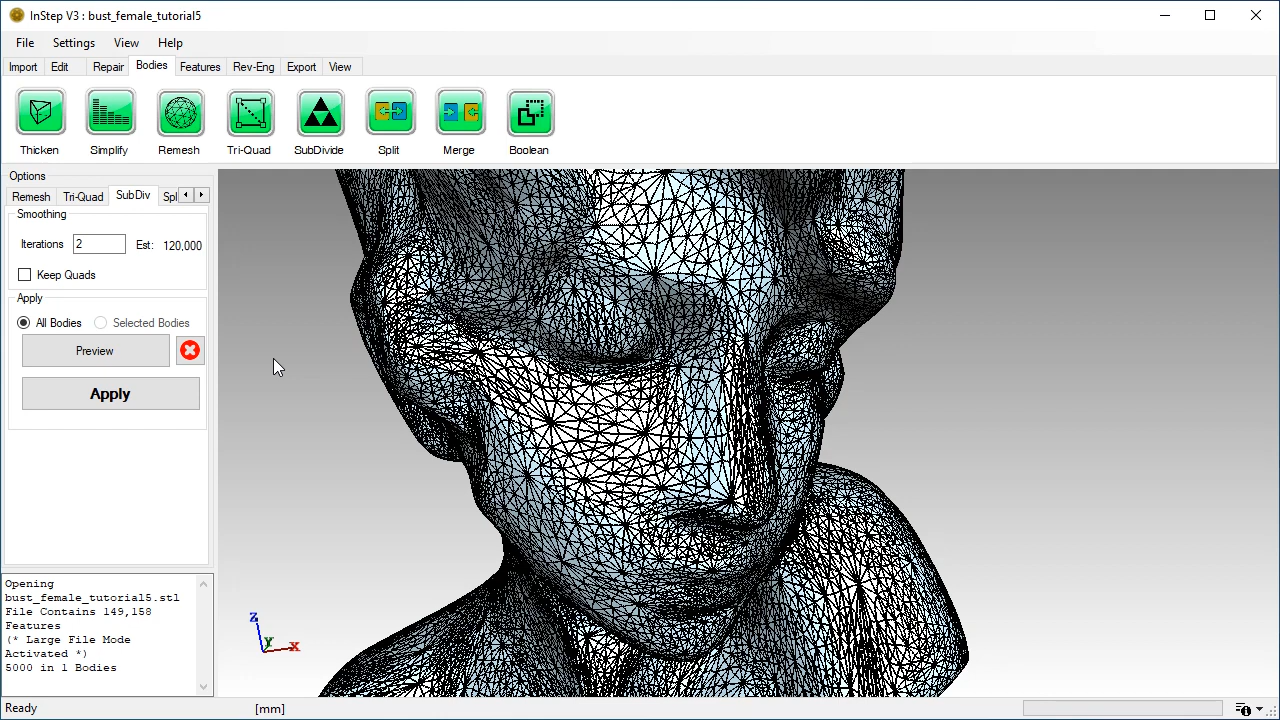 InStep V3 : bust_female_tutorial5
File Settings View Help
Import Edit Repair Bodies Features Rev-Eng Export View
Thicken Simplify Remesh Tri-Quad SubDivide Split Merge Boolean
Options
Remesh Tri-Quad SubDiv Spl
Smoothing
Iterations 2 Est: 120,000
Keep Quads
Apply
All Bodies Selected Bodies
Preview
Apply
Opening
bust_female_tutorial5.stl
File Contains 149,158
Features
(* Large File Mode
Activated *)
5000 in 1 Bodies
z
y x
Ready [mm]